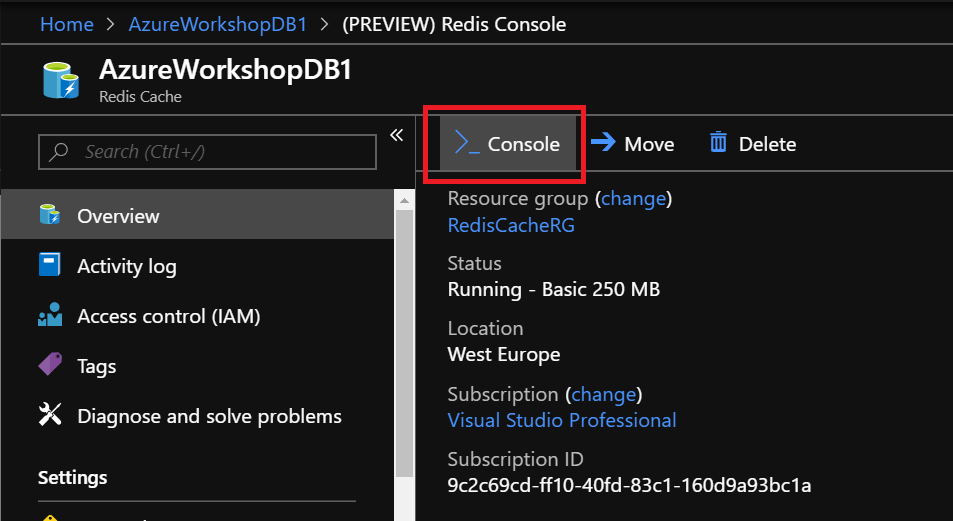 Home > AzureWorkshopDB1 > (PREVIEW) Redis Console
AzureWorkshopDB1
Redis Cache
Search (Ctrl+/)
«
Overview
Activity log
Access control (IAM)
Tags
Diagnose and solve problems
Settings
>_ Console
Move
Delete
Resource group (change)
RedisCacheRG
Status
Running - Basic 250 MB
Location
West Europe
Subscription (change)
Visual Studio Professional
Subscription ID
9c2c69cd-ff10-40fd-83c1-160d9a93bc1a